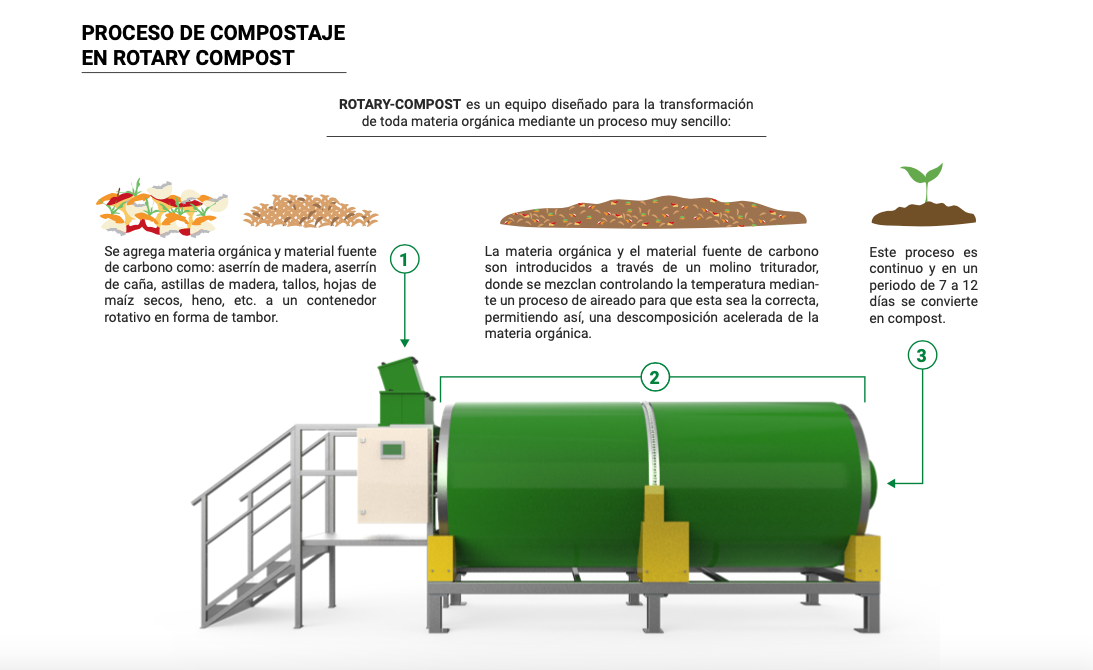 PROCESO DE COMPOSTAJE
EN ROTARY COMPOST
ROTARY-COMPOST es un equipo diseñado para la transformación
de toda materia orgánica mediante un proceso muy sencillo:
Se agrega materia orgánica y material fuente
de carbono como: aserrín de madera, aserrín
de caña, astillas de madera, tallos, hojas de
maíz secos, heno, etc. a un contenedor
rotativo en forma de tambor.
1
La materia orgánica y el material fuente de carbono
son introducidos a través de un molino triturador,
donde se mezclan controlando la temperatura median-
te un proceso de aireado para que esta sea la correcta,
permitiendo así, una descomposición acelerada de la
materia orgánica.
2
Este proceso es
continuo y en un
periodo de 7 a 12
días se convierte
en compost.
3